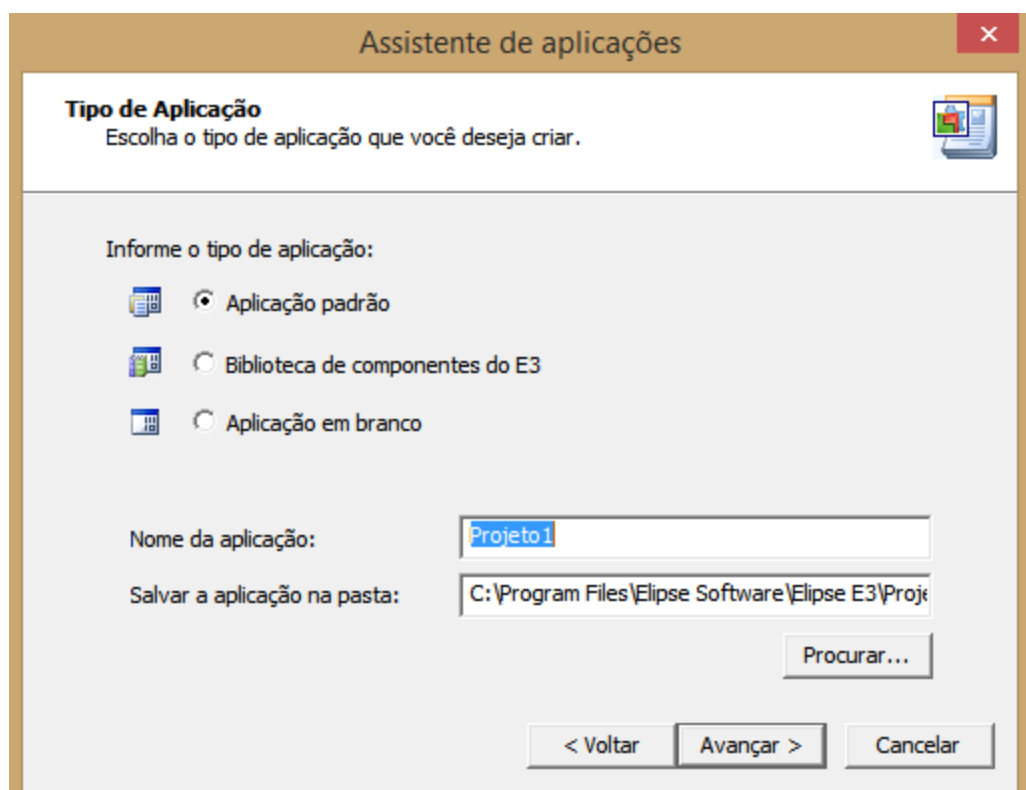 Assistente de aplicações
Tipo de Aplicação
Escolha o tipo de aplicação que você deseja criar.
Informe o tipo de aplicação:
Aplicação padrão
Biblioteca de componentes do E3
Aplicação em branco
Nome da aplicação: Projeto1
Salvar a aplicação na pasta: C:\Program Files\Elipse Software\Elipse E3\Proje
Procurar...
< Voltar Avançar > Cancelar